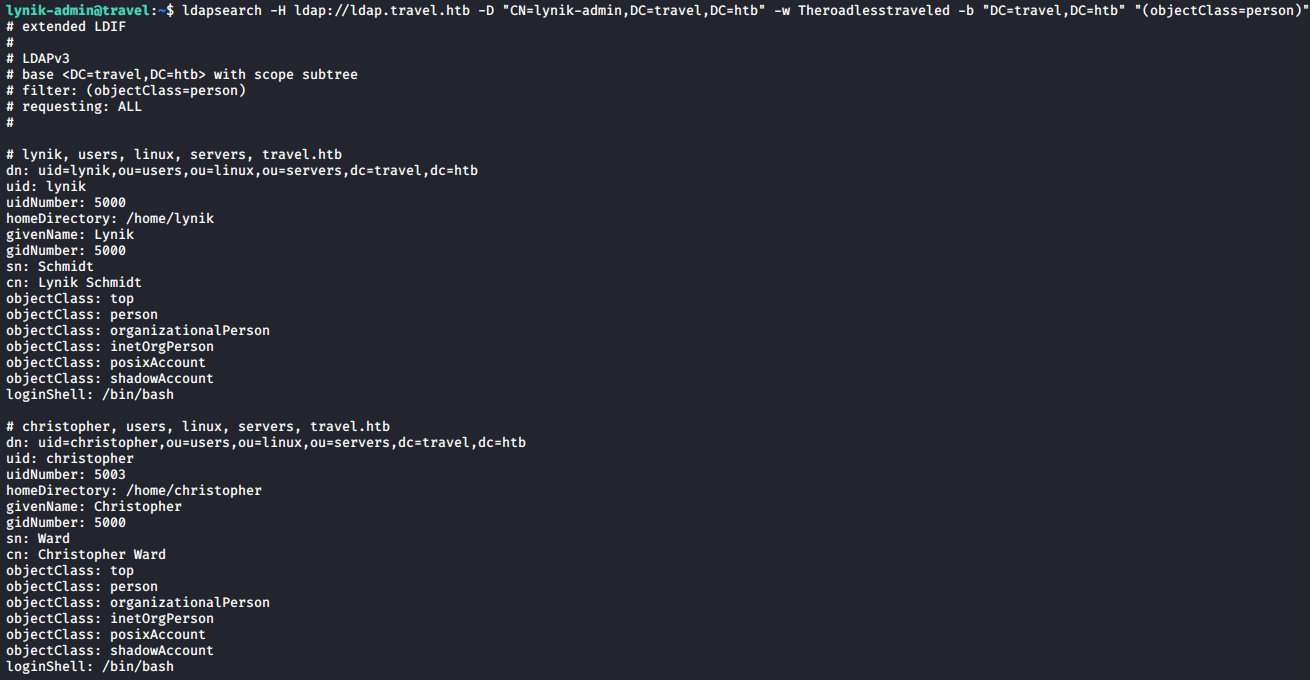 lynik-admin@travel:~$ ldapsearch -H ldap://ldap.travel.htb -D "CN=lynik-admin,DC=travel,DC=htb" -w Theroadlesstraveled -b "DC=travel,DC=htb" "(objectClass=person)"
# extended LDIF
#
# LDAPv3
# base <DC=travel,DC=htb> with scope subtree
# filter: (objectClass=person)
# requesting: ALL
#
# lynik, users, linux, servers, travel.htb
dn: uid=lynik,ou=users,ou=linux,ou=servers,dc=travel,dc=htb
uid: lynik
uidNumber: 5000
homeDirectory: /home/lynik
givenName: Lynik
gidNumber: 5000
sn: Schmidt
cn: Lynik Schmidt
objectClass: top
objectClass: person
objectClass: organizationalPerson
objectClass: inetOrgPerson
objectClass: posixAccount
objectClass: shadowAccount
loginShell: /bin/bash
# christopher, users, linux, servers, travel.htb
dn: uid=christopher,ou=users,ou=linux,ou=servers,dc=travel,dc=htb
uid: christopher
uidNumber: 5003
homeDirectory: /home/christopher
givenName: Christopher
gidNumber: 5000
sn: Ward
cn: Christopher Ward
objectClass: top
objectClass: person
objectClass: organizationalPerson
objectClass: inetOrgPerson
objectClass: posixAccount
objectClass: shadowAccount
loginShell: /bin/bash